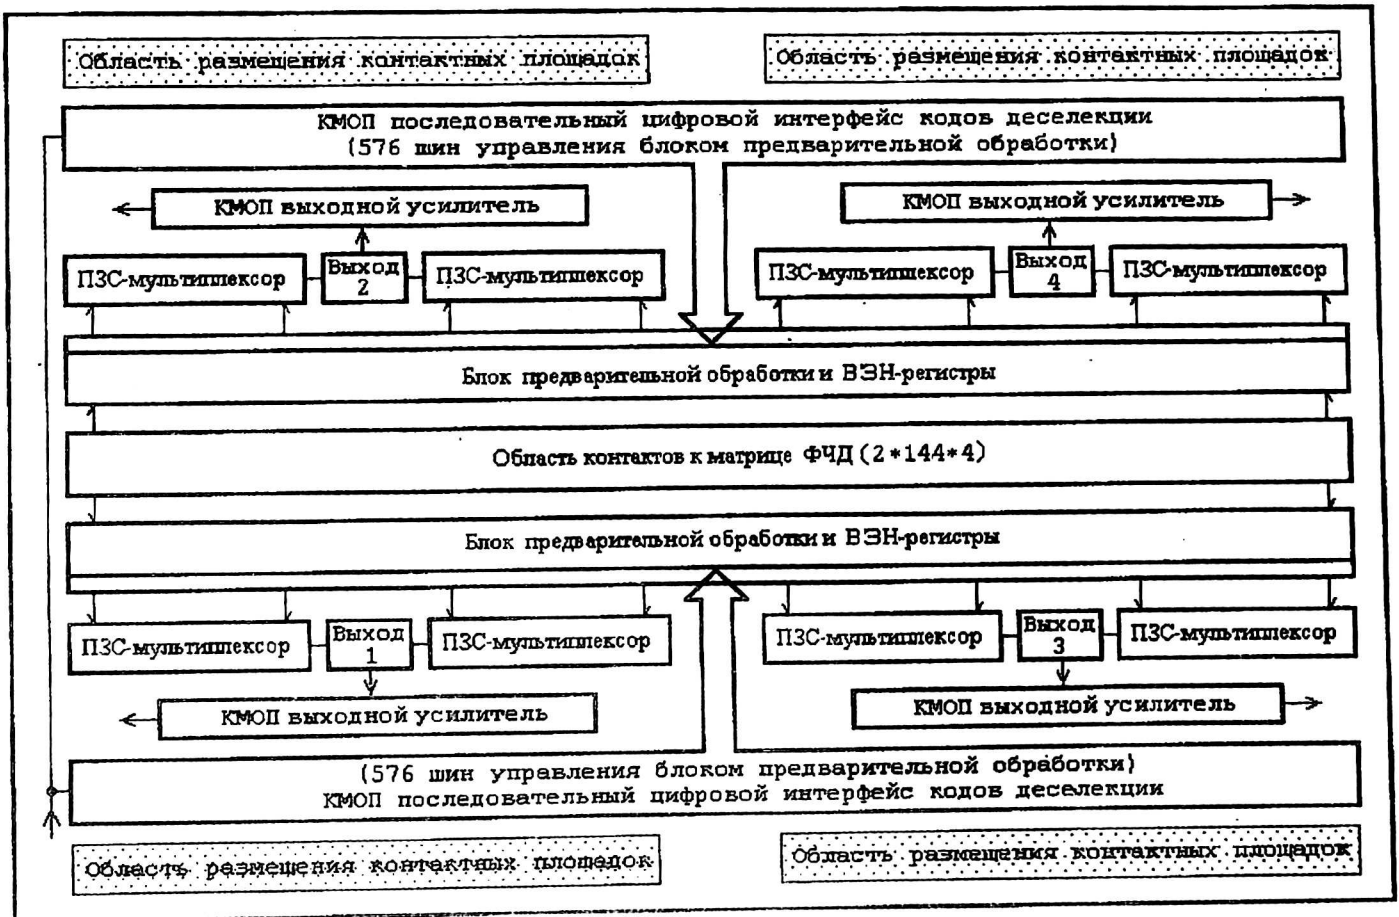 Область размещения контактных площадок
Область размещения контактных площадок
КМОП последовательный цифровой интерфейс кодов деселекции
(576 шин управления блоком предварительной обработки)
КМОП выходной усилитель
КМОП выходной усилитель
ПЗС-мультиплексор
Выход
2
ПЗС-мультиплексор
ПЗС-мультиплексор
Выход
4
ПЗС-мультиплексор
Блок предварительной обработки и ВЗН-регистры
Область контактов к матрице ФЧД (2*144*4)
Блок предварительной обработки и ВЗН-регистры
ПЗС-мультиплексор
Выход
1
ПЗС-мультиплексор
ПЗС-мультиплексор
Выход
3
ПЗС-мультиплексор
КМОП выходной усилитель
КМОП выходной усилитель
(576 шин управления блоком предварительной обработки)
КМОП последовательный цифровой интерфейс кодов деселекции
Область размещения контактных площадок
Область размещения контактных площадок